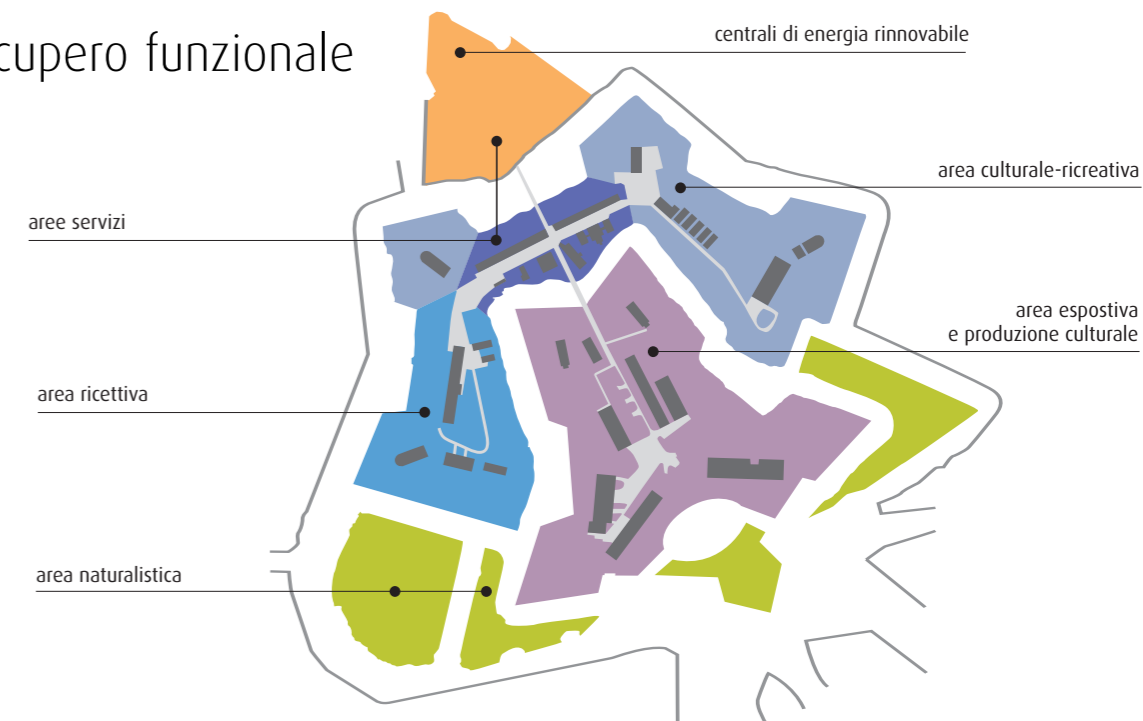 cupero funzionale
centrali di energia rinnovabile
area culturale-ricreativa
aree servizi
area espostiva
e produzione culturale
area ricettiva
area naturalistica